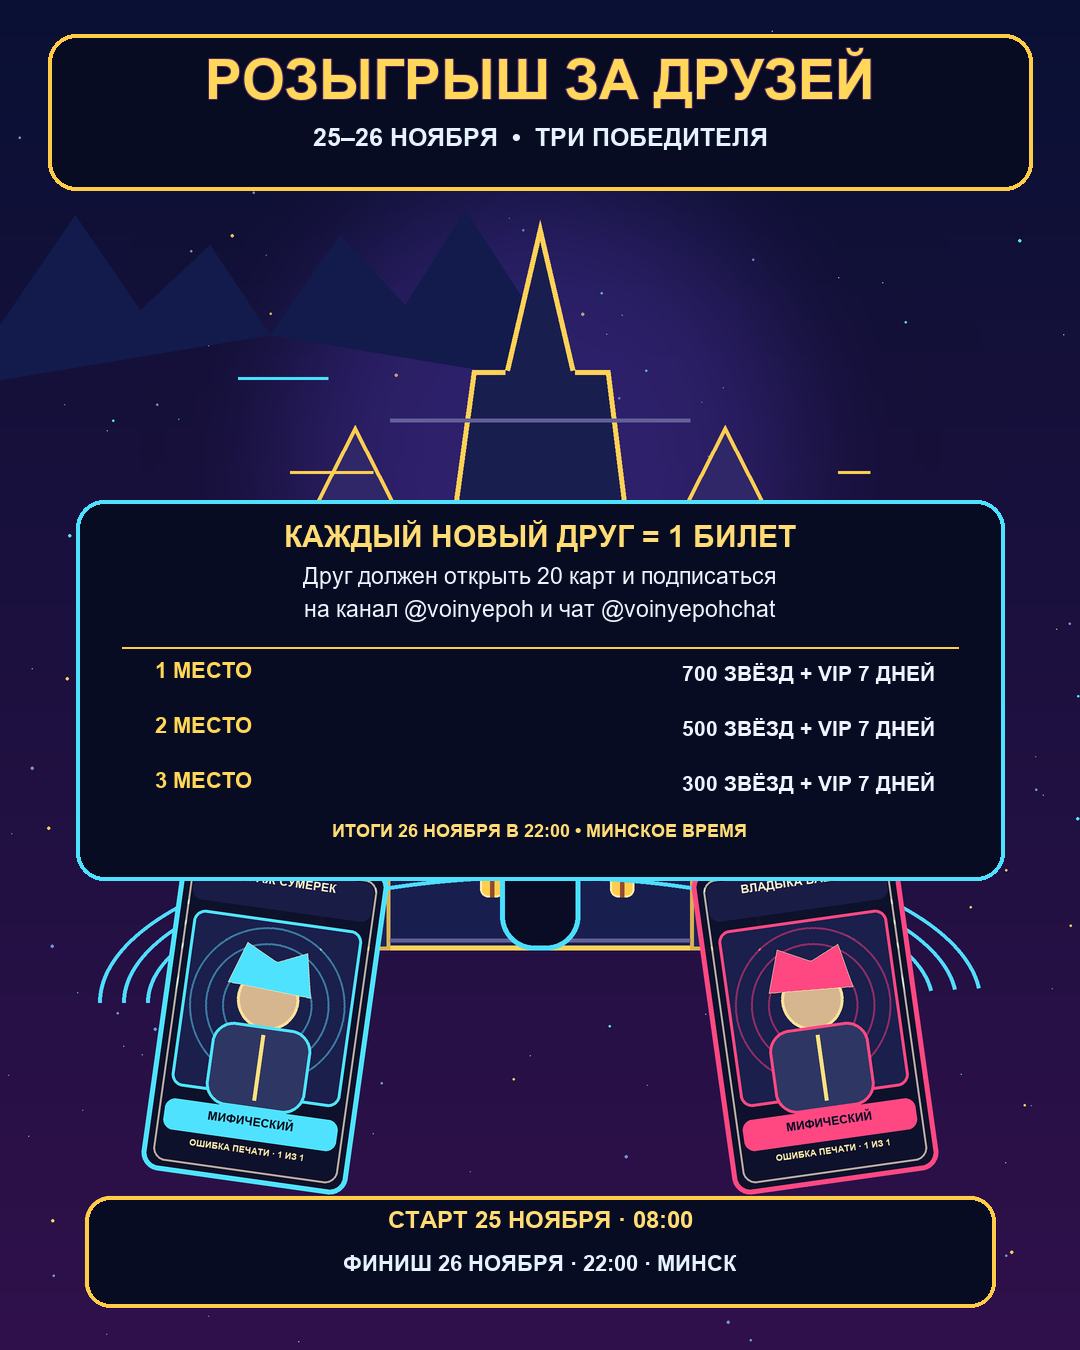 РОЗЫГРЫШ ЗА ДРУЗЕЙ
25–26 НОЯБРЯ • ТРИ ПОБЕДИТЕЛЯ
КАЖДЫЙ НОВЫЙ ДРУГ = 1 БИЛЕТ
Друг должен открыть 20 карт и подписаться
на канал @voinyepoh и чат @voinyepohchat
1 МЕСТО 700 ЗВЁЗД + VIP 7 ДНЕЙ
2 МЕСТО 500 ЗВЁЗД + VIP 7 ДНЕЙ
3 МЕСТО 300 ЗВЁЗД + VIP 7 ДНЕЙ
ИТОГИ 26 НОЯБРЯ В 22:00 • МИНСКОЕ ВРЕМЯ
СУМЕРЕК
ВЛАДЫКА
МИФИЧЕСКИЙ
ОШИБКА ПЕЧАТИ · 1 ИЗ 1
МИФИЧЕСКИЙ
ОШИБКА ПЕЧАТИ · 1 ИЗ 1
СТАРТ 25 НОЯБРЯ · 08:00
ФИНИШ 26 НОЯБРЯ · 22:00 · МИНСК